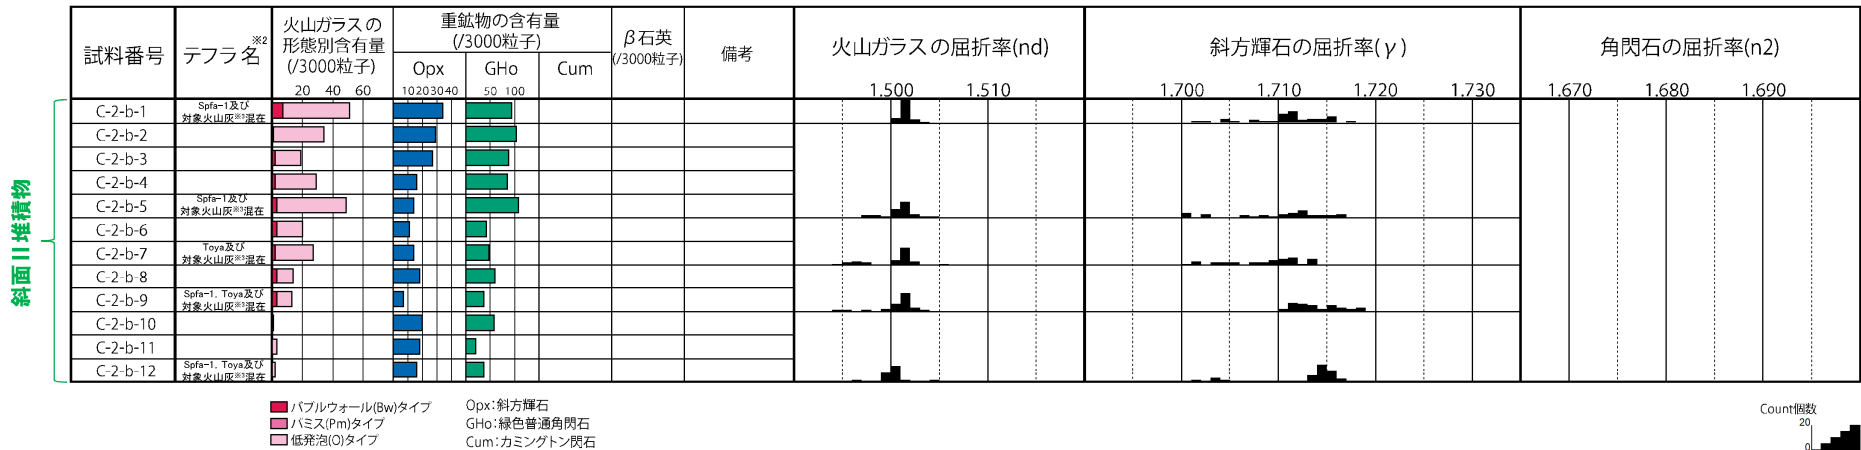 試料番号
テフラ名※2
火山ガラスの
形態別含有量
(/3000粒子)
20 40 60
重鉱物の含有量
(/3000粒子)
Opx GHo Cum
10 20 30 40 50 100
β石英
(/3000粒子)
備考
火山ガラスの屈折率(nd)
1.500 1.510
斜方輝石の屈折率(γ)
1.700 1.710 1.720 1.730
角閃石の屈折率(n2)
1.670 1.680 1.690
斜面II堆積物
C-2-b-1 Spfa-1及び
対象火山灰※3混在
C-2-b-2
C-2-b-3
C-2-b-4
C-2-b-5 Spfa-1及び
対象火山灰※3混在
C-2-b-6
C-2-b-7 Toya及び
対象火山灰※3混在
C-2-b-8
C-2-b-9 Spfa-1, Toya及び
対象火山灰※3混在
C-2-b-10
C-2-b-11
C-2-b-12 Spfa-1, Toya及び
対象火山灰※3混在
バブルウォール(Bw)タイプ
パミス(Pm)タイプ
低発泡(O)タイプ
Opx：斜方輝石
GHo：緑色普通角閃石
Cum：カミングトン閃石
Count個数
20
0